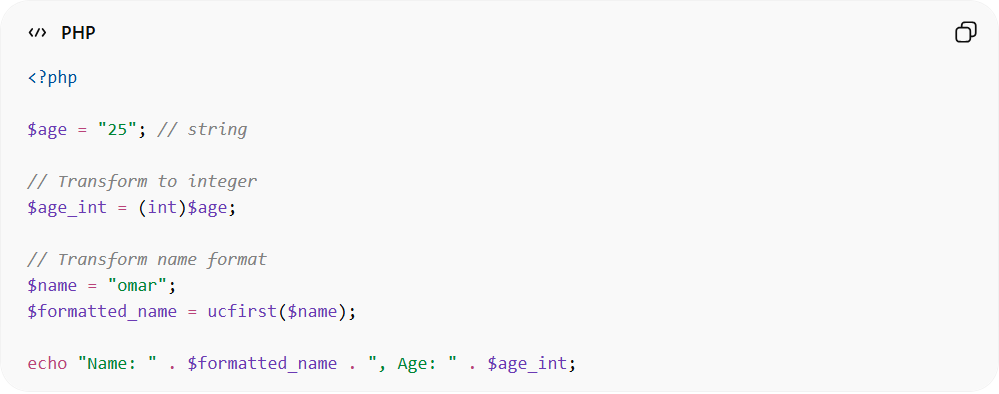 </> PHP
<?php
$age = "25"; // string
// Transform to integer
$age_int = (int)$age;
// Transform name format
$name = "omar";
$formatted_name = ucfirst($name);
echo "Name: " . $formatted_name . ", Age: " . $age_int;